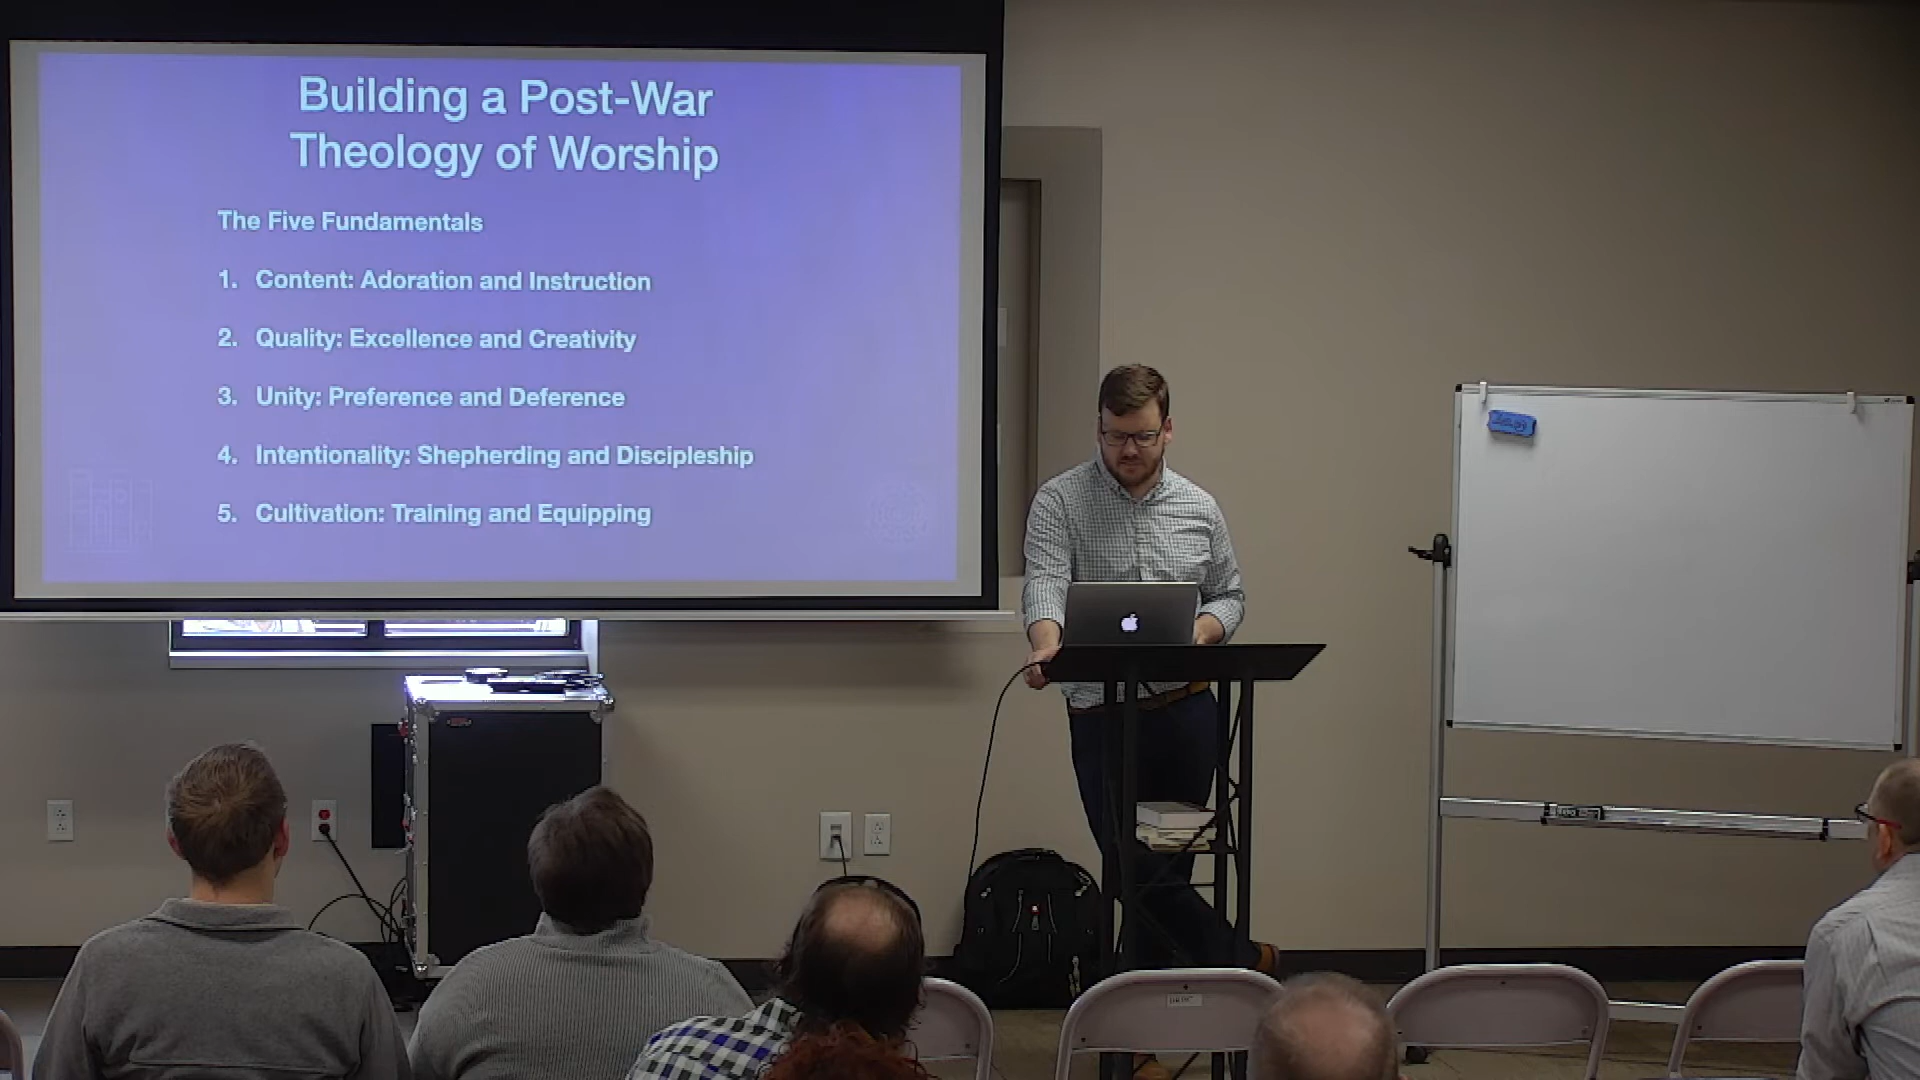 Building a Post-War
Theology of Worship
The Five Fundamentals
1. Content: Adoration and Instruction
2. Quality: Excellence and Creativity
3. Unity: Preference and Deference
4. Intentionality: Shepherding and Discipleship
5. Cultivation: Training and Equipping